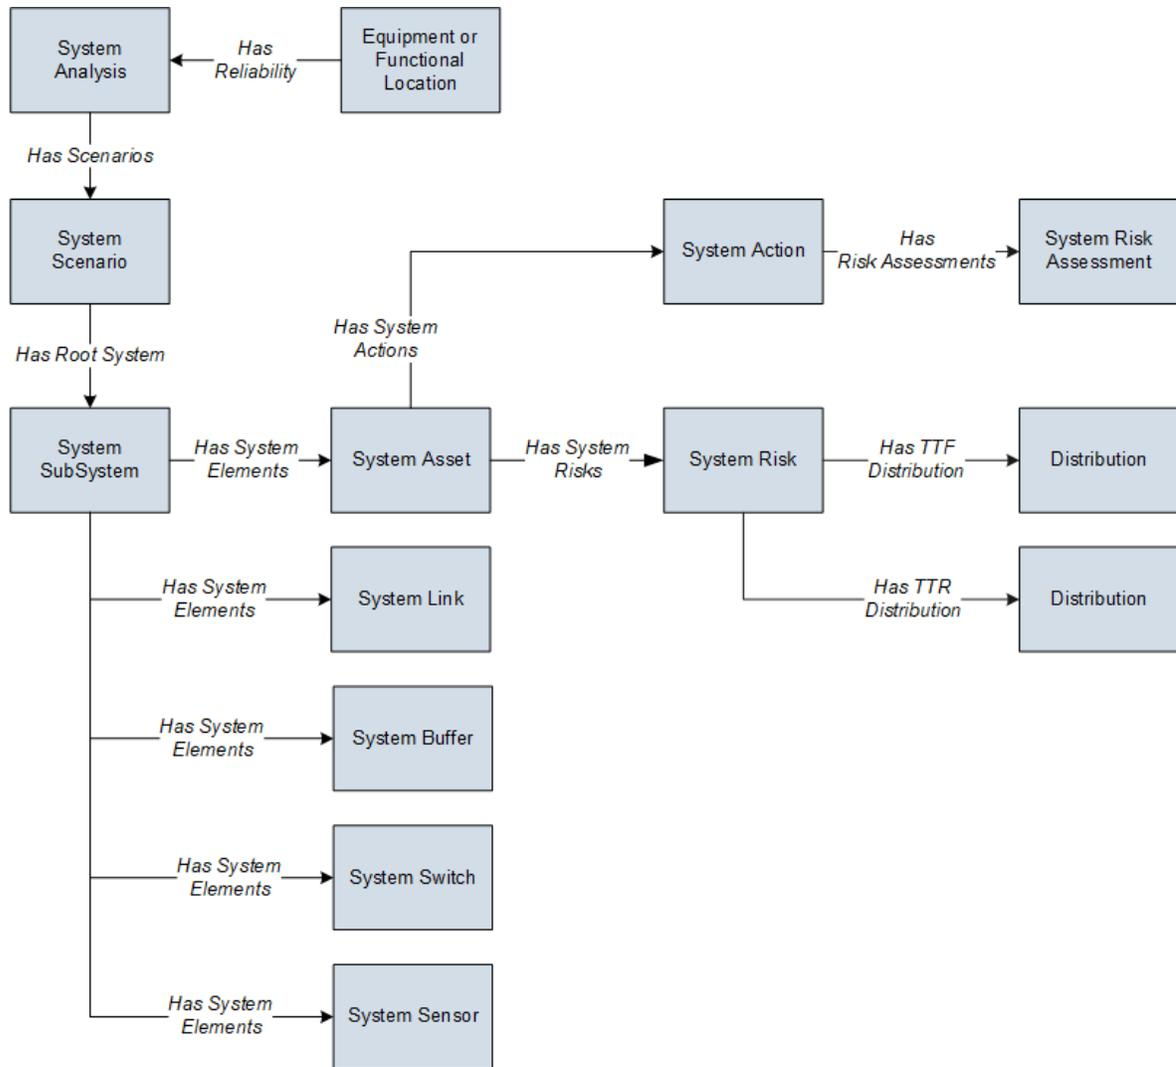 System
Analysis
Has
Reliability
Equipment or
Functional
Location
Has Scenarios
System
Scenario
System Action
Has
Risk Assessments
System Risk
Assessment
Has Root System
Has System
Actions
System
SubSystem
Has System
Elements
System Asset
Has System
Risks
System Risk
Has TTF
Distribution
Distribution
Has System
Elements
System Link
Has TTR
Distribution
Distribution
Has System
Elements
System Buffer
Has System
Elements
System Switch
Has System
Elements
System Sensor